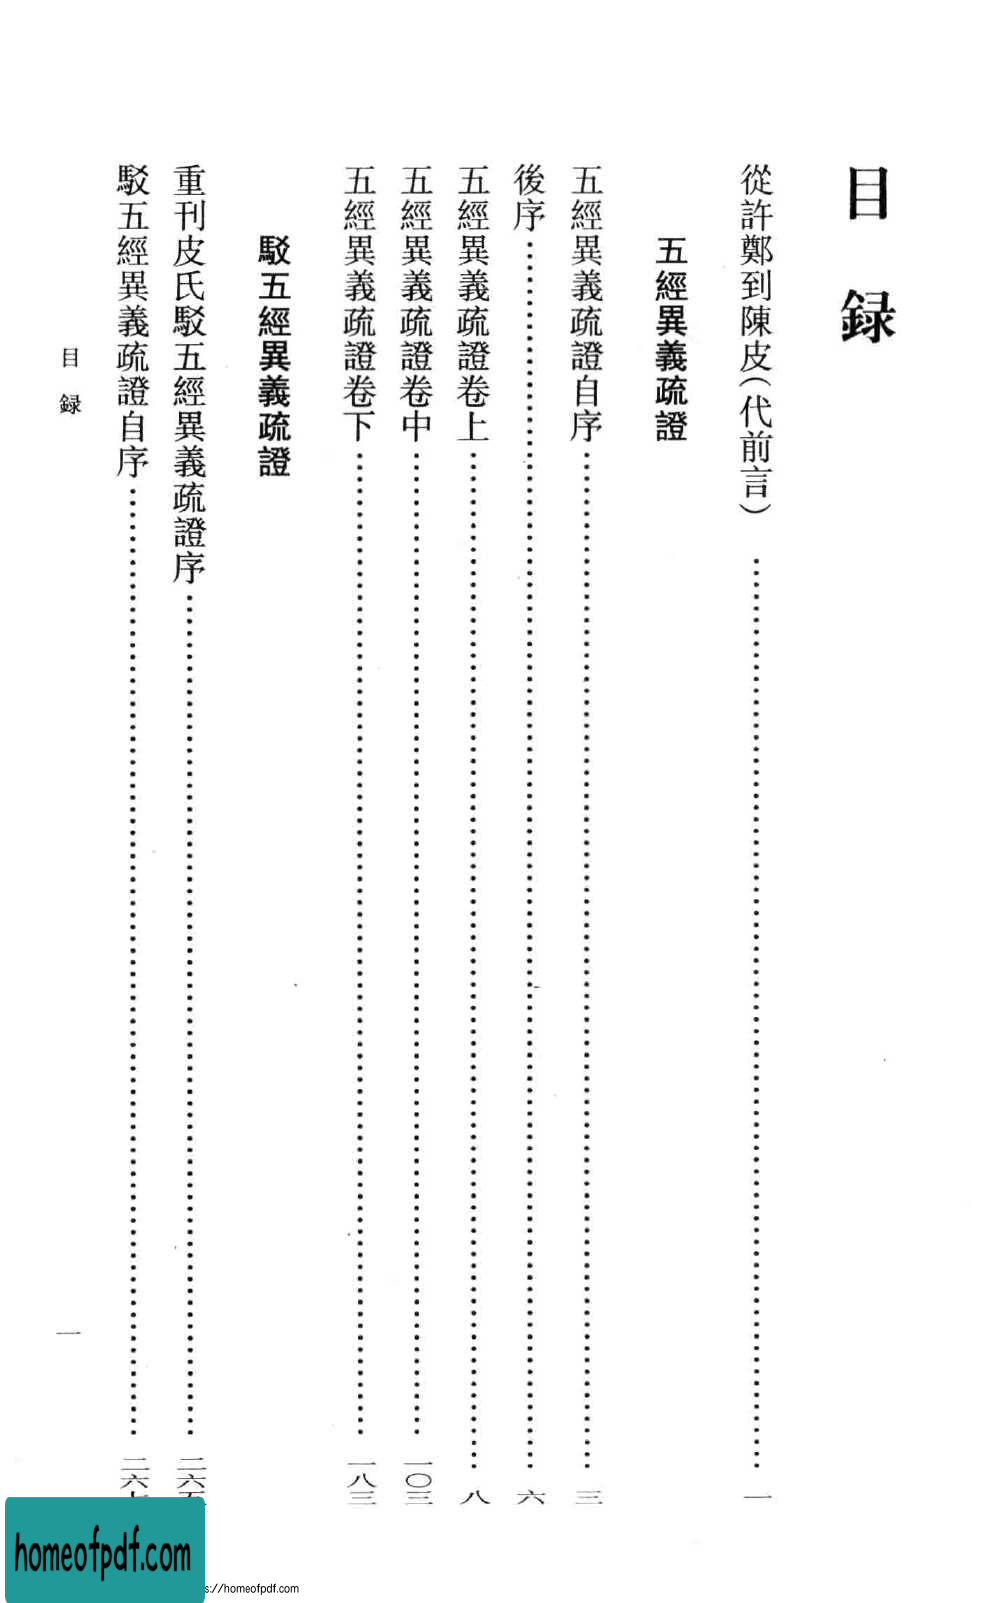 目録
從許鄭到陳皮（代前言）……一
五經異義疏證
五經異義疏證自序……三
後序……六
五經異義疏證卷上……八
五經異義疏證卷中……一〇三
五經異義疏證卷下……一八三
駁五經異義疏證
重刊皮氏駁五經異義疏證序……二六五
駁五經異義疏證自序……二六七
目録
一
homeofpdf.com
s://homeofpdf.com